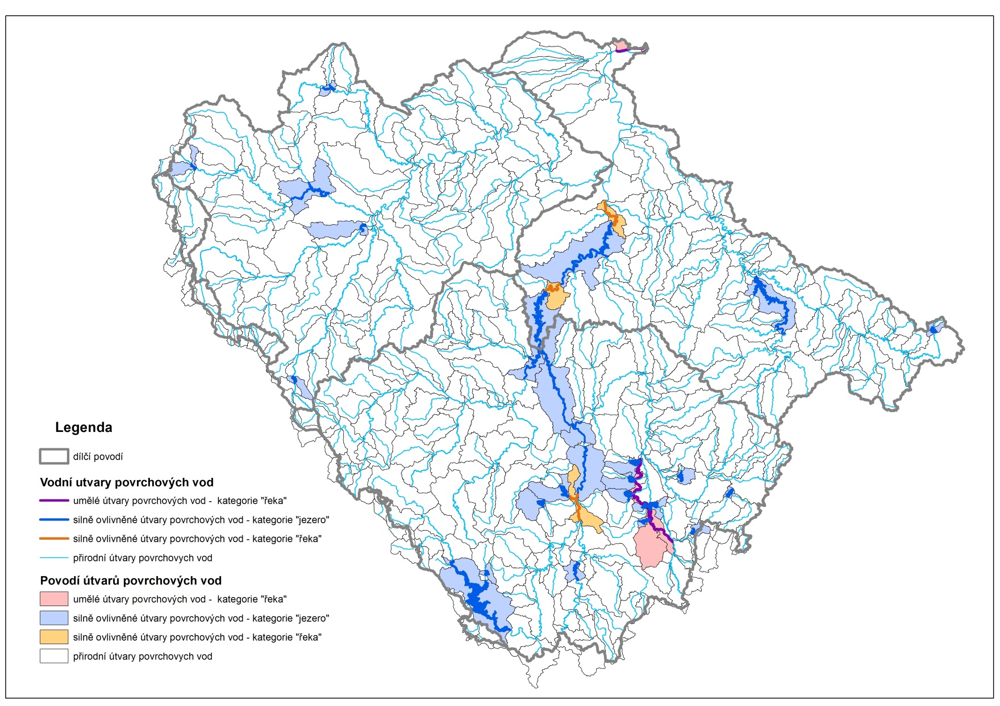 Legenda
dílčí povodí
Vodní utvary povrchových vod
umělé útvary povrchových vod - kategorie "řeka"
silně ovlivněné útvary povrchových vod - kategorie "jezero"
silně ovlivněné útvary povrchových vod - kategorie "řeka"
přírodní útvary povrchovych vod
Povodí útvarů povrchových vod
umělé útvary povrchových vod - kategorie "řeka"
silně ovlivněné útvary povrchových vod - kategorie "jezero"
silně ovlivněné útvary povrchových vod - kategorie "řeka"
přírodní útvary povrchovych vod